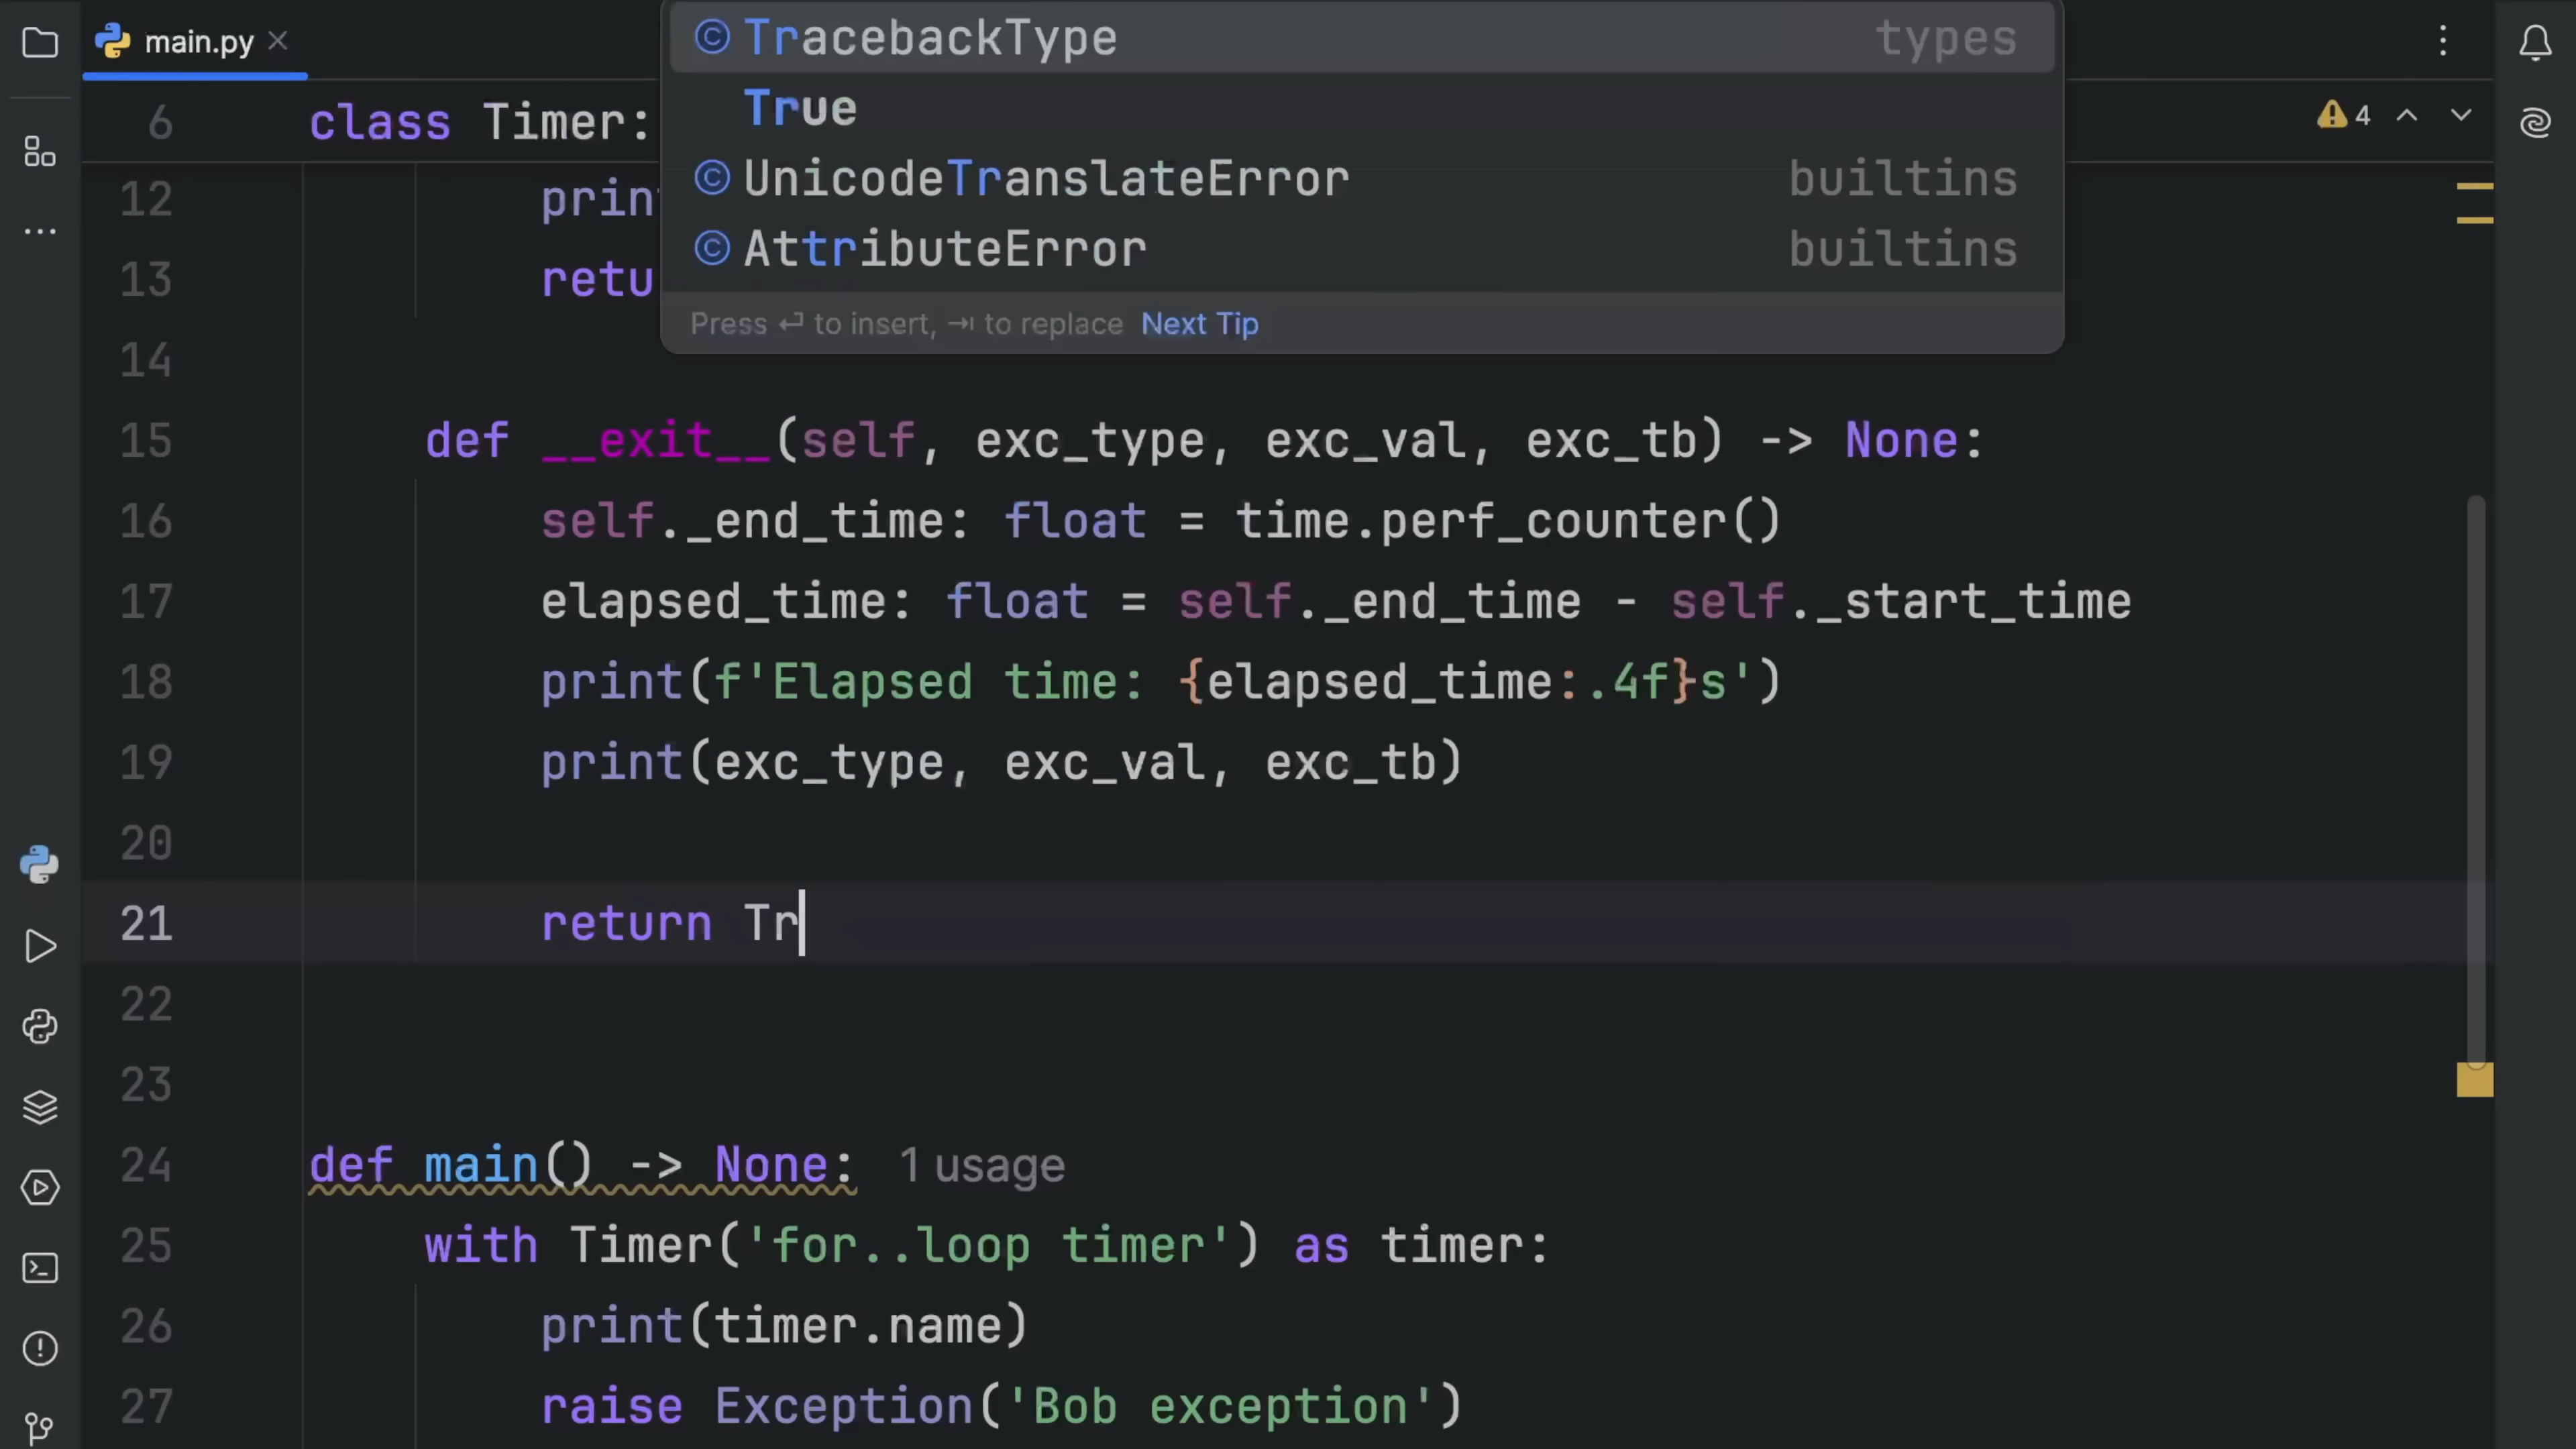 main.py
TracebackType types
True
UnicodeTranslateError builtins
AttributeError builtins
Press ⏎ to insert, ⇥ to replace Next Tip
4
6 class Timer:
12 prin
13 retu
14
15 def __exit__(self, exc_type, exc_val, exc_tb) -> None:
16 self._end_time: float = time.perf_counter()
17 elapsed_time: float = self._end_time - self._start_time
18 print(f'Elapsed time: {elapsed_time:.4f}s')
19 print(exc_type, exc_val, exc_tb)
20
21 return Tr
22
23
24 def main() -> None: 1 usage
25 with Timer('for..loop timer') as timer:
26 print(timer.name)
27 raise Exception('Bob exception')